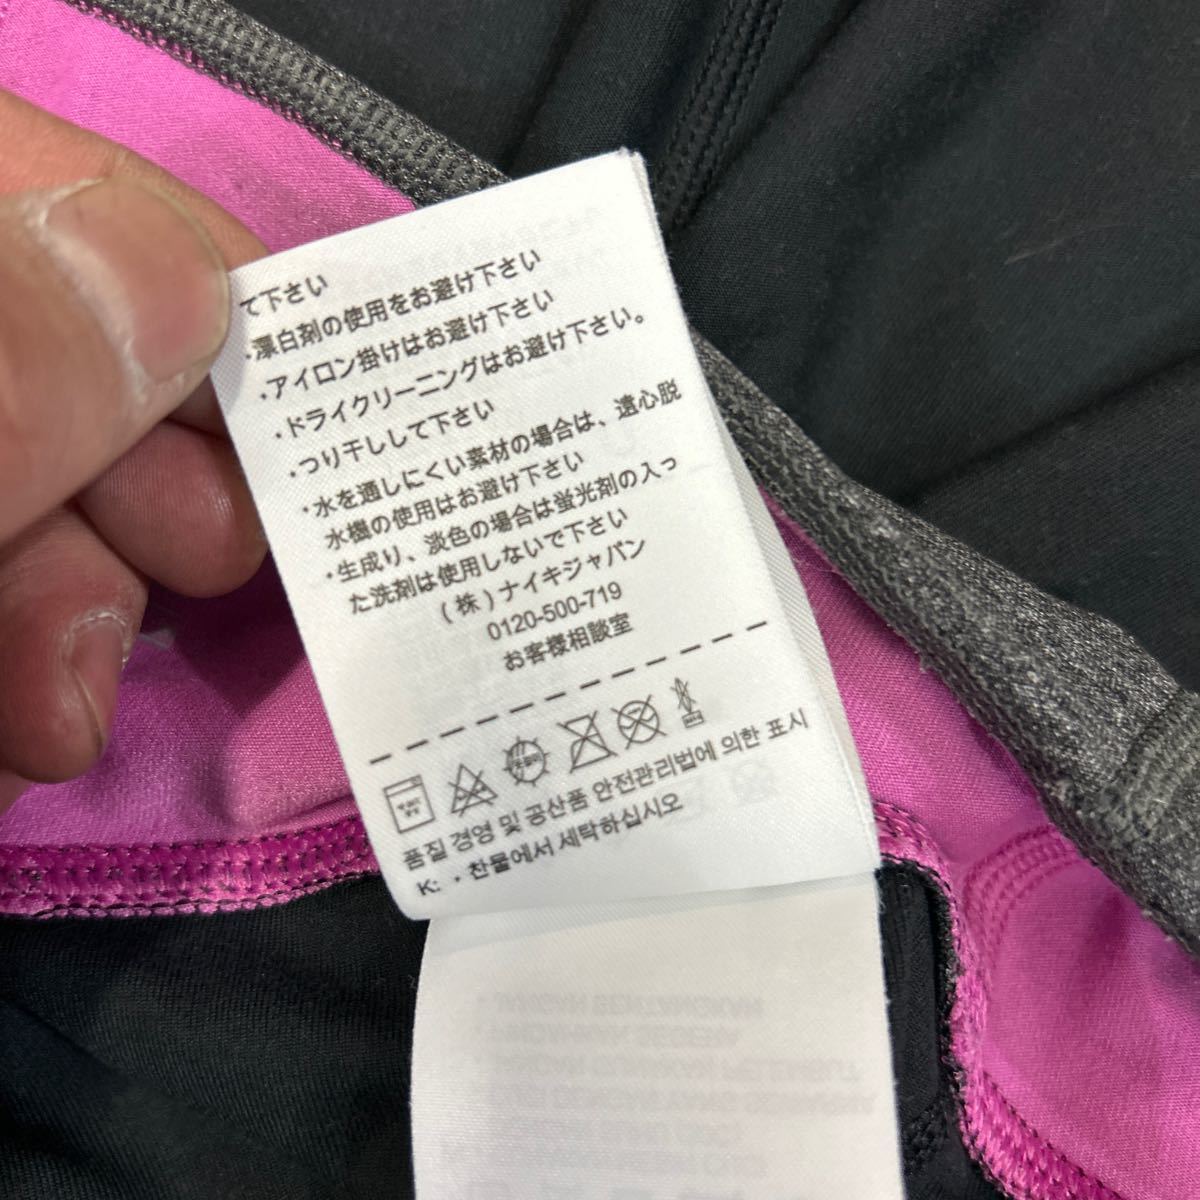 て下さい
・漂白剤の使用をお避け下さい
・アイロン掛けはお避け下さい
・ドライクリーニングはお避け下さい。
・つり干しして下さい
・水を通しにくい素材の場合は、遠心脱
水機の使用はお避け下さい
・生成り、淡色の場合は蛍光剤の入っ
た洗剤は使用しないで下さい
(株)ナイキジャパン
0120-500-719
お客様相談室
품질 경영 및 공산품 안전관리법에 의한 표시
K: . 찬물에서 세탁하십시오